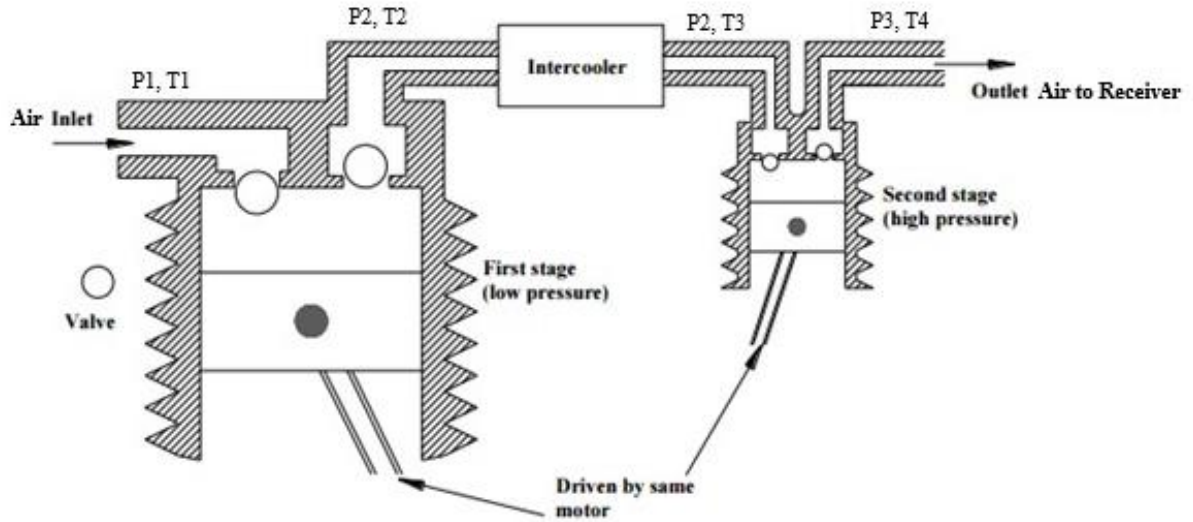 P2, T2
P2, T3
P3, T4
P1, T1
Intercooler
Air Inlet
Outlet Air to Receiver
Second stage
(high pressure)
First stage
(low pressure)
Valve
Driven by same
motor